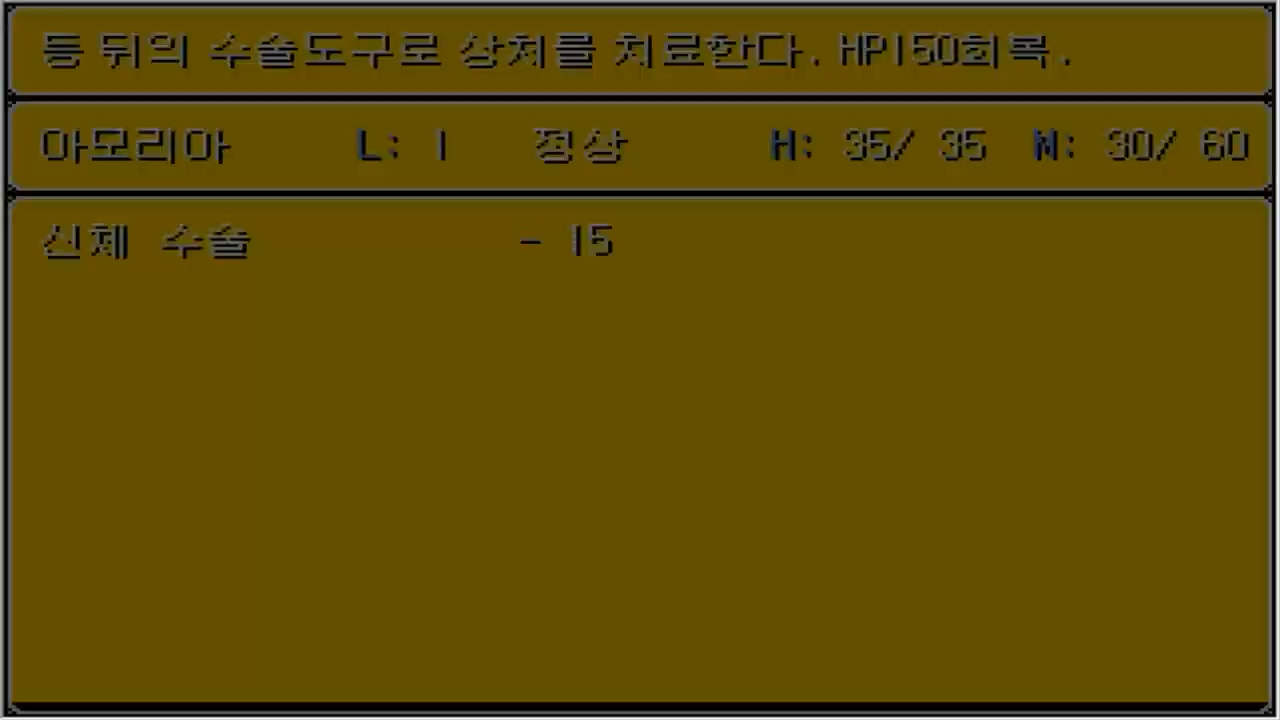 등 뒤의 수술도구로 상처를 치료한다. HP150회복.
아모리아 L: 1 정상 H: 35/ 35 M: 30/ 60
신체 수술 - 15